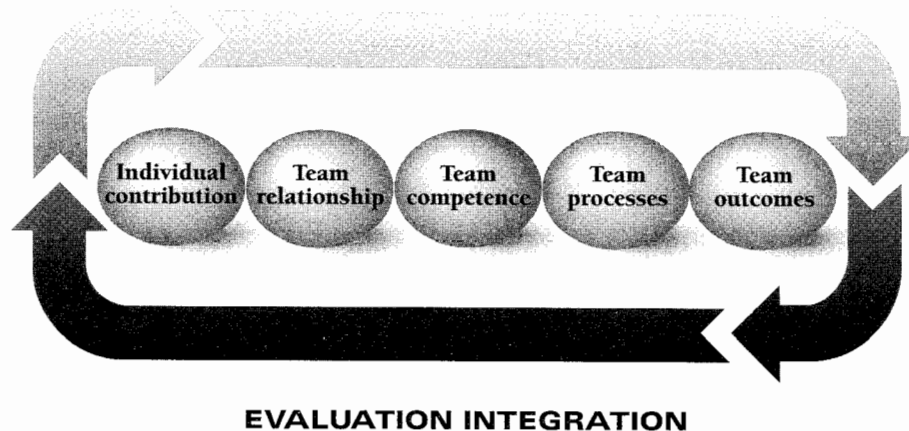 Individual
contribution
Team
relationship
Team
competence
Team
processes
Team
outcomes
EVALUATION INTEGRATION